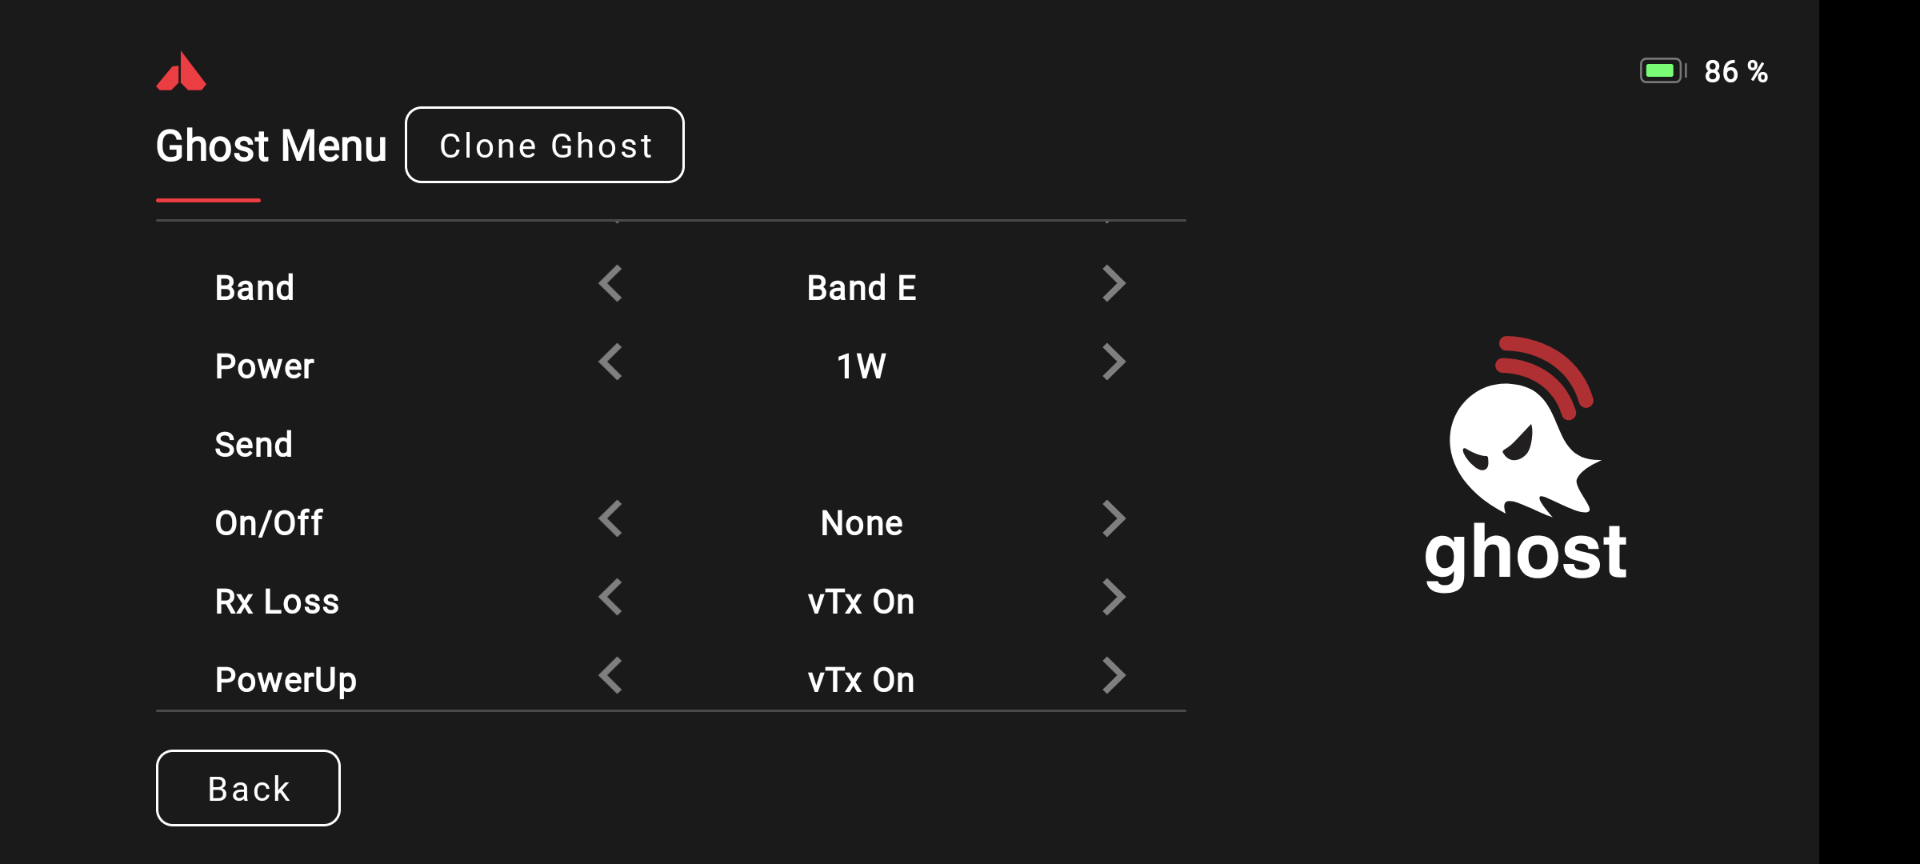 86 %
Ghost Menu Clone Ghost
Band Band E
Power 1W
Send
On/Off None
Rx Loss vTx On
PowerUp vTx On
ghost
Back